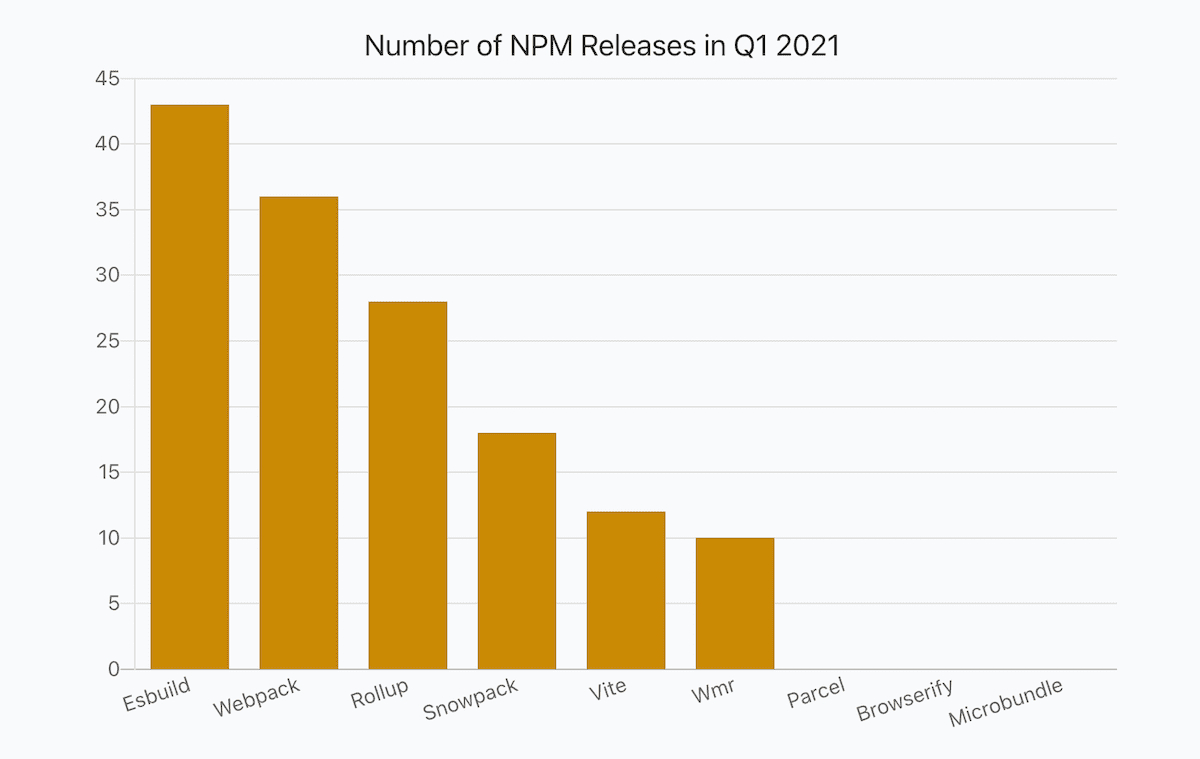 Number of NPM Releases in Q1 2021
45
40
35
30
25
20
15
10
5
0
Esbuild
Webpack
Rollup
Snowpack
Vite
Wmr
Parcel
Browserify
Microbundle